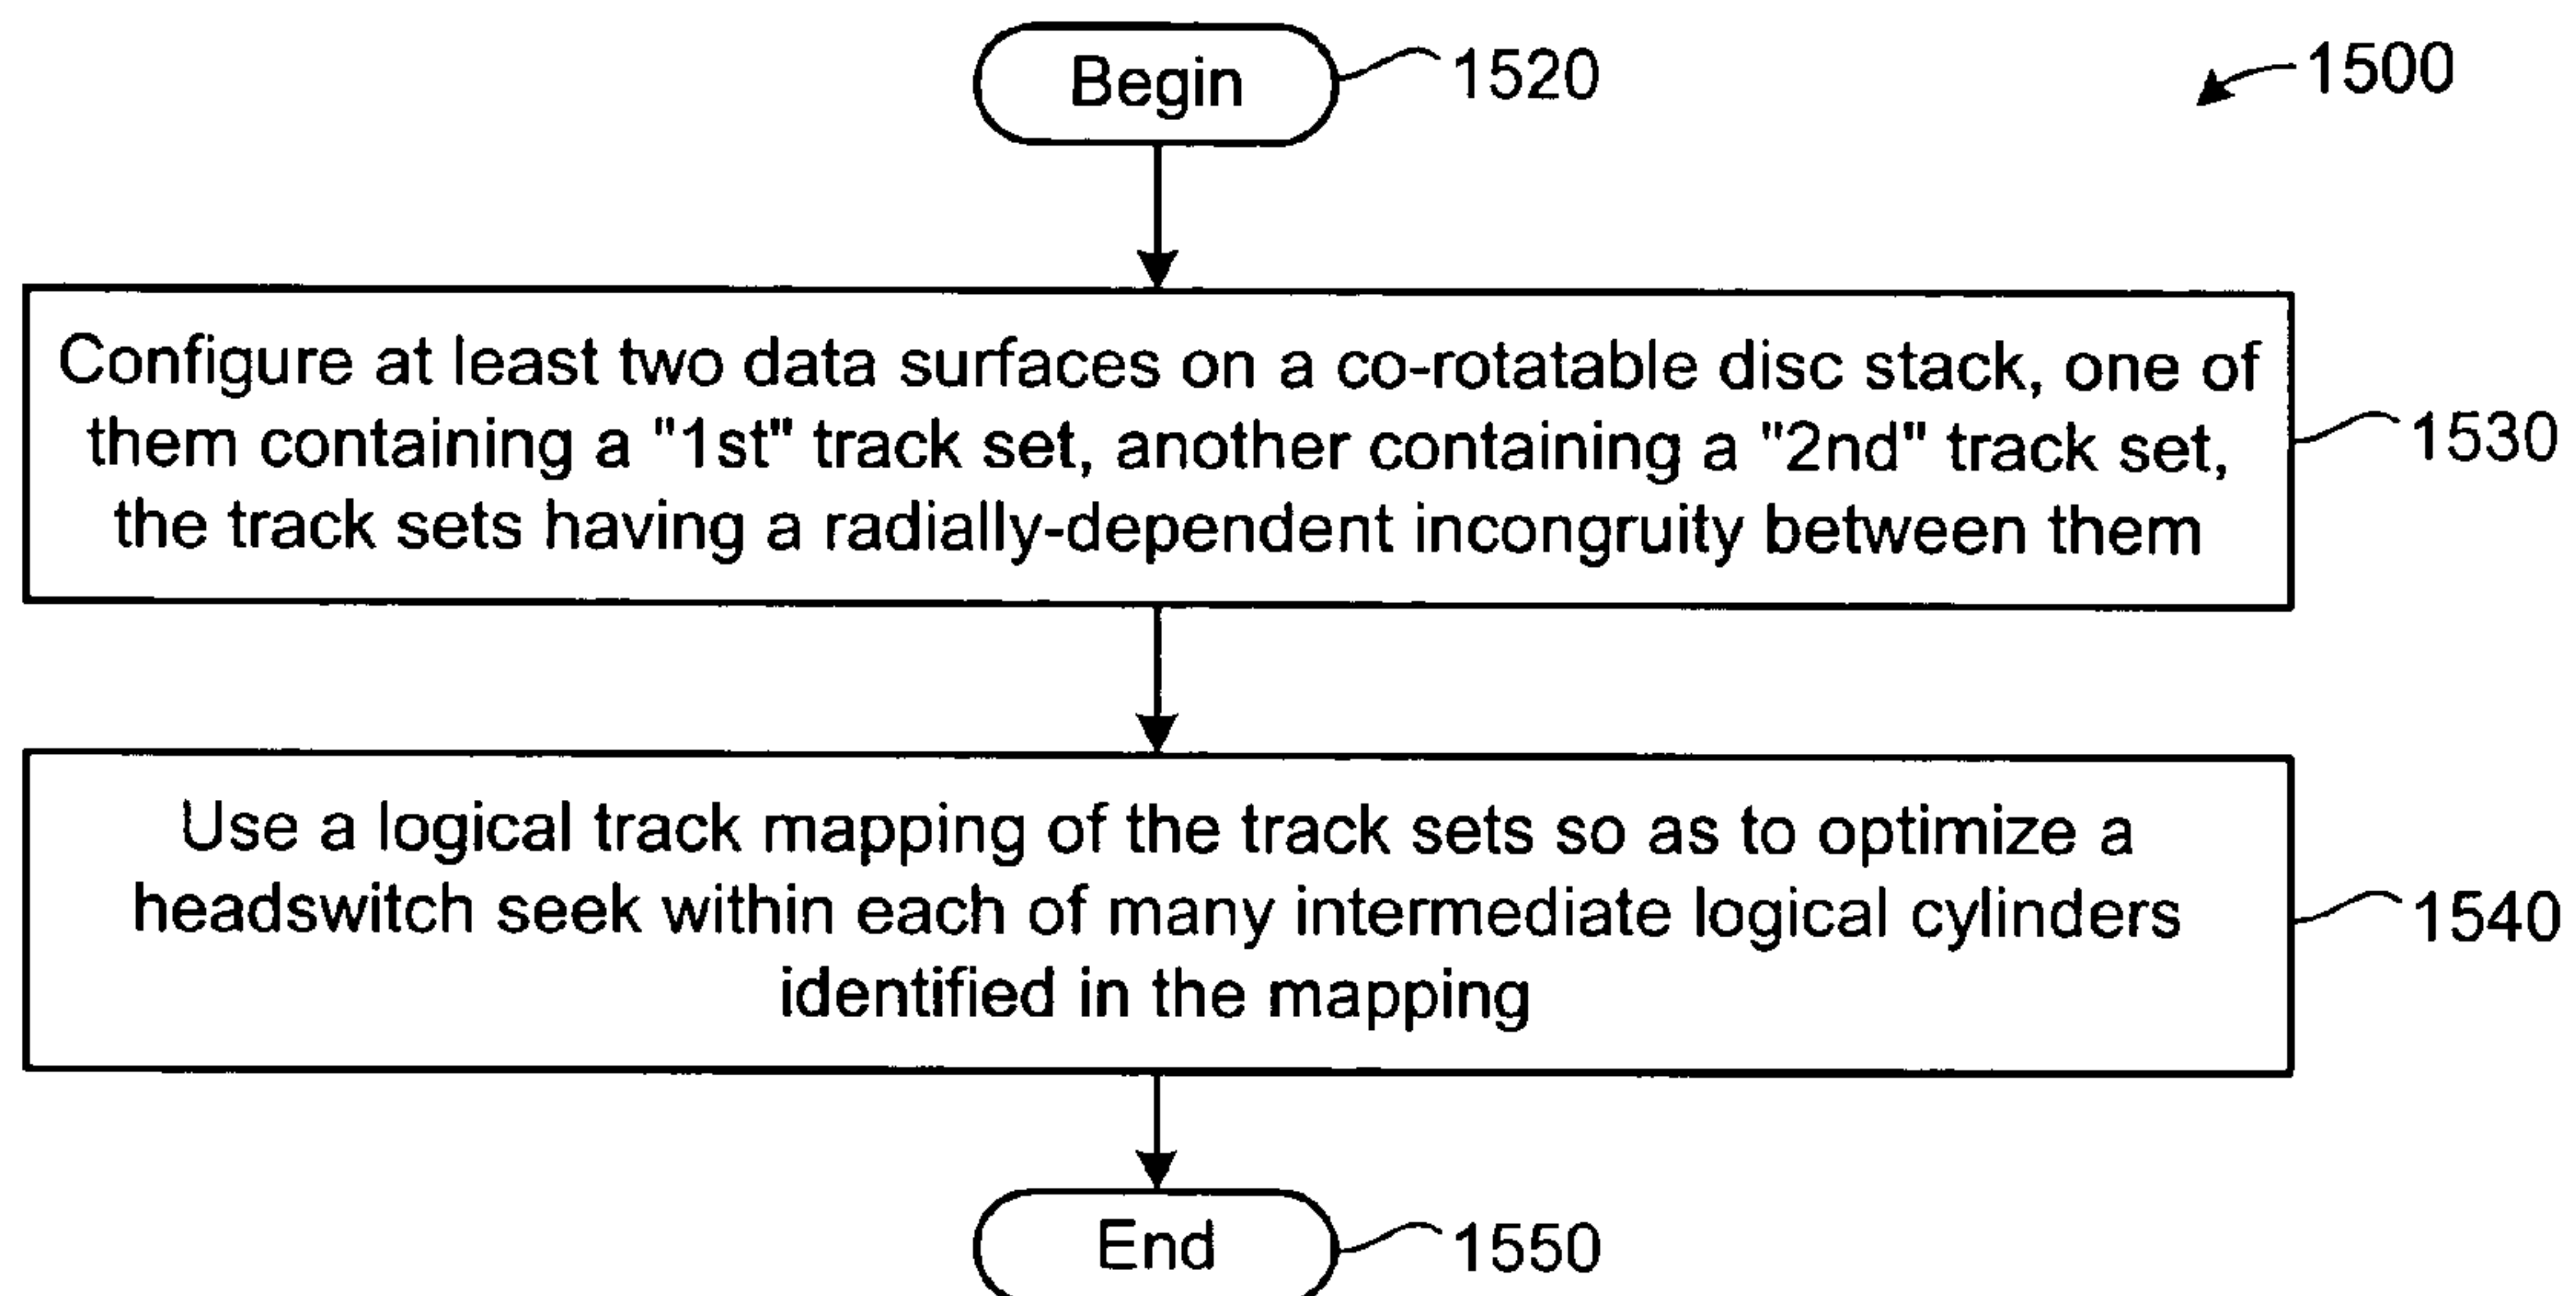 Begin
1520
1500
Configure at least two data surfaces on a co-rotatable disc stack, one of
them containing a "1st" track set, another containing a "2nd" track set,
the track sets having a radially-dependent incongruity between them
1530
Use a logical track mapping of the track sets so as to optimize a
headswitch seek within each of many intermediate logical cylinders
identified in the mapping
1540
End
1550